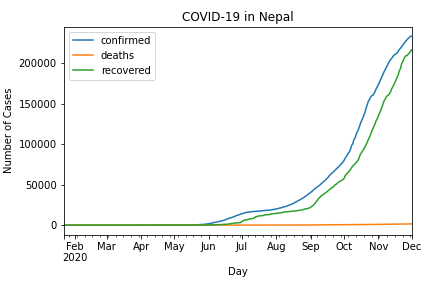 COVID-19 in Nepal
confirmed
deaths
recovered
Number of Cases
200000
150000
100000
50000
0
Feb Mar Apr May Jun Jul Aug Sep Oct Nov Dec
2020
Day